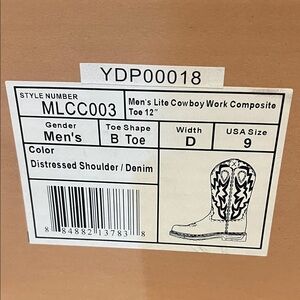 YDP00018
STYLE NUMBER
MLCC003
Men's Lite Cowboy Work Composite
Toe 12"
Gender
Men's
Toe Shape
B Toe
Width
D
USA Size
9
Color
Distressed Shoulder / Denim
8 84882 13783 8